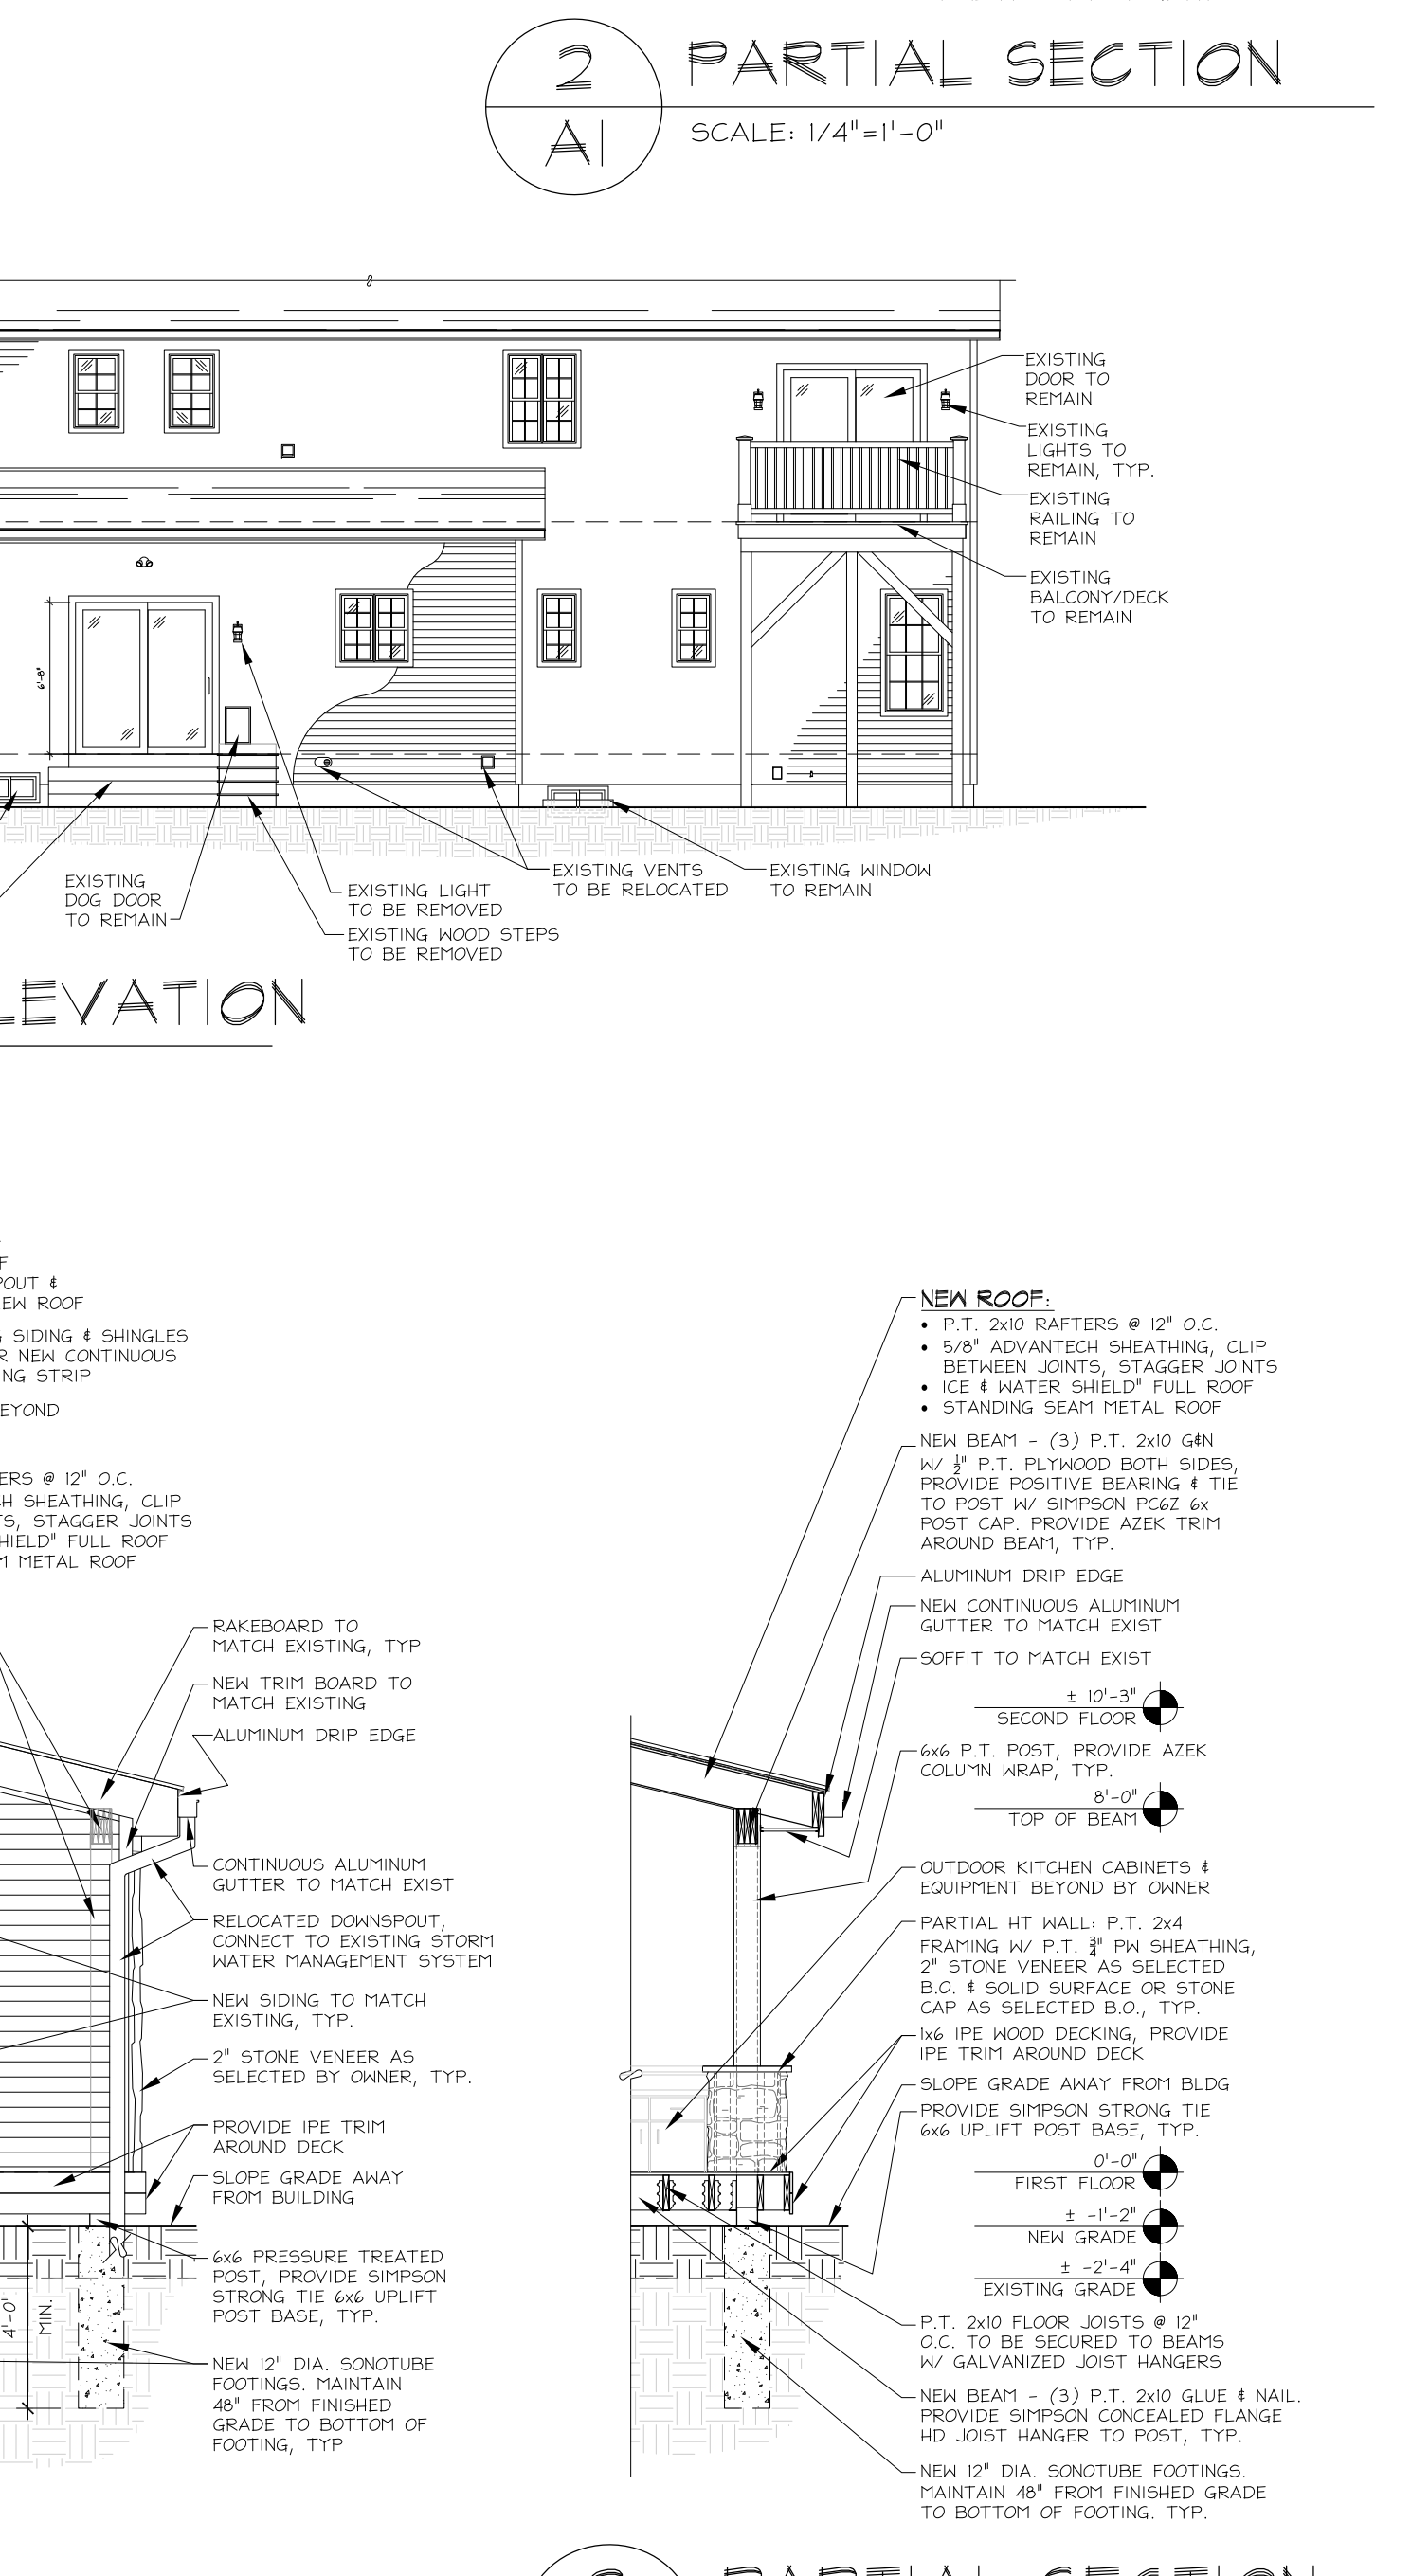 2
A1
PARTIAL SECTION
SCALE: 1/4"=1'-0"
EXISTING
DOOR TO
REMAIN
EXISTING
LIGHTS TO
REMAIN, TYP.
EXISTING
RAILING TO
REMAIN
EXISTING
BALCONY/DECK
TO REMAIN
6'-8"
EXISTING
DOG DOOR
TO REMAIN
EXISTING LIGHT
TO BE REMOVED
EXISTING WOOD STEPS
TO BE REMOVED
EXISTING VENTS
TO BE RELOCATED
EXISTING WINDOW
TO REMAIN
LEVATION
F
POUT &
EW ROOF
G SIDING & SHINGLES
R NEW CONTINUOUS
NG STRIP
EYOND
ERS @ 12" O.C.
CH SHEATHING, CLIP
TS, STAGGER JOINTS
HIELD" FULL ROOF
M METAL ROOF
RAKEBOARD TO
MATCH EXISTING, TYP
NEW TRIM BOARD TO
MATCH EXISTING
ALUMINUM DRIP EDGE
CONTINUOUS ALUMINUM
GUTTER TO MATCH EXIST
RELOCATED DOWNSPOUT,
CONNECT TO EXISTING STORM
WATER MANAGEMENT SYSTEM
NEW SIDING TO MATCH
EXISTING, TYP.
2" STONE VENEER AS
SELECTED BY OWNER, TYP.
PROVIDE IPE TRIM
AROUND DECK
SLOPE GRADE AWAY
FROM BUILDING
6x6 PRESSURE TREATED
POST, PROVIDE SIMPSON
STRONG TIE 6x6 UPLIFT
POST BASE, TYP.
4'-0"
MIN.
NEW 12" DIA. SONOTUBE
FOOTINGS. MAINTAIN
48" FROM FINISHED
GRADE TO BOTTOM OF
FOOTING, TYP
NEW ROOF:
• P.T. 2x10 RAFTERS @ 12" O.C.
• 5/8" ADVANTECH SHEATHING, CLIP
BETWEEN JOINTS, STAGGER JOINTS
• ICE & WATER SHIELD" FULL ROOF
• STANDING SEAM METAL ROOF
NEW BEAM - (3) P.T. 2x10 G&N
W/ ½" P.T. PLYWOOD BOTH SIDES,
PROVIDE POSITIVE BEARING & TIE
TO POST W/ SIMPSON PC6Z 6x
POST CAP. PROVIDE AZEK TRIM
AROUND BEAM, TYP.
ALUMINUM DRIP EDGE
NEW CONTINUOUS ALUMINUM
GUTTER TO MATCH EXIST
SOFFIT TO MATCH EXIST
± 10'-3"
SECOND FLOOR
6x6 P.T. POST, PROVIDE AZEK
COLUMN WRAP, TYP.
8'-0"
TOP OF BEAM
OUTDOOR KITCHEN CABINETS &
EQUIPMENT BEYOND BY OWNER
PARTIAL HT WALL: P.T. 2x4
FRAMING W/ P.T. ¾" PW SHEATHING,
2" STONE VENEER AS SELECTED
B.O. & SOLID SURFACE OR STONE
CAP AS SELECTED B.O., TYP.
1x6 IPE WOOD DECKING, PROVIDE
IPE TRIM AROUND DECK
SLOPE GRADE AWAY FROM BLDG
PROVIDE SIMPSON STRONG TIE
6x6 UPLIFT POST BASE, TYP.
0'-0"
FIRST FLOOR
± -1'-2"
NEW GRADE
± -2'-4"
EXISTING GRADE
P.T. 2x10 FLOOR JOISTS @ 12"
O.C. TO BE SECURED TO BEAMS
W/ GALVANIZED JOIST HANGERS
NEW BEAM - (3) P.T. 2x10 GLUE & NAIL.
PROVIDE SIMPSON CONCEALED FLANGE
HD JOIST HANGER TO POST, TYP.
NEW 12" DIA. SONOTUBE FOOTINGS.
MAINTAIN 48" FROM FINISHED GRADE
TO BOTTOM OF FOOTING. TYP.
PARTIAL SECTION